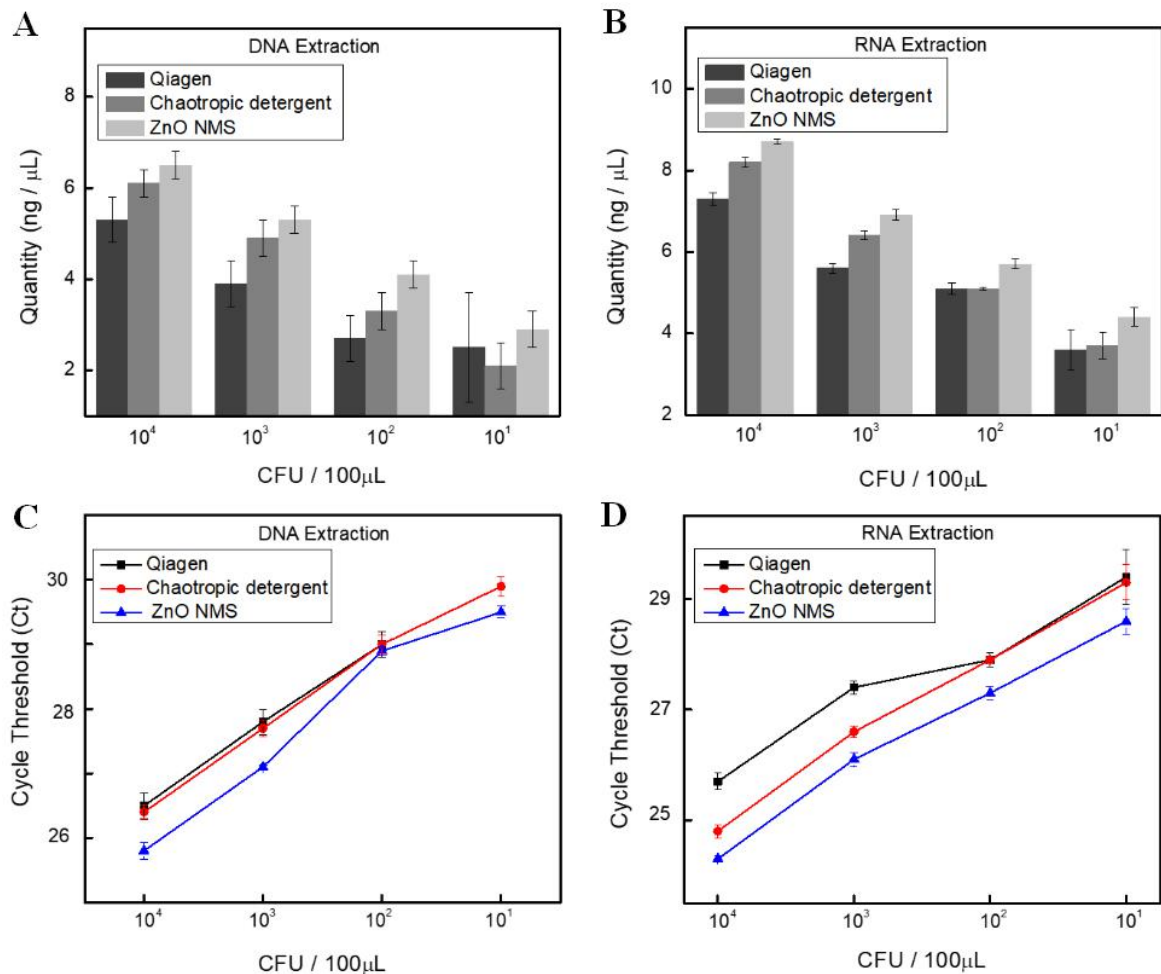 A
DNA Extraction
Qiagen
Chaotropic detergent
ZnO NMS
Quantity (ng / μL)
8
6
4
2
10⁴ 10³ 10² 10¹
CFU / 100μL
B
RNA Extraction
Qiagen
Chaotropic detergent
ZnO NMS
Quantity (ng / μL)
10
8
6
4
2
10⁴ 10³ 10² 10¹
CFU / 100μL
C
DNA Extraction
Qiagen
Chaotropic detergent
ZnO NMS
Cycle Threshold (Ct)
30
28
26
10⁴ 10³ 10² 10¹
CFU / 100μL
D
RNA Extraction
Qiagen
Chaotropic detergent
ZnO NMS
Cycle Threshold (Ct)
29
27
25
10⁴ 10³ 10² 10¹
CFU / 100μL